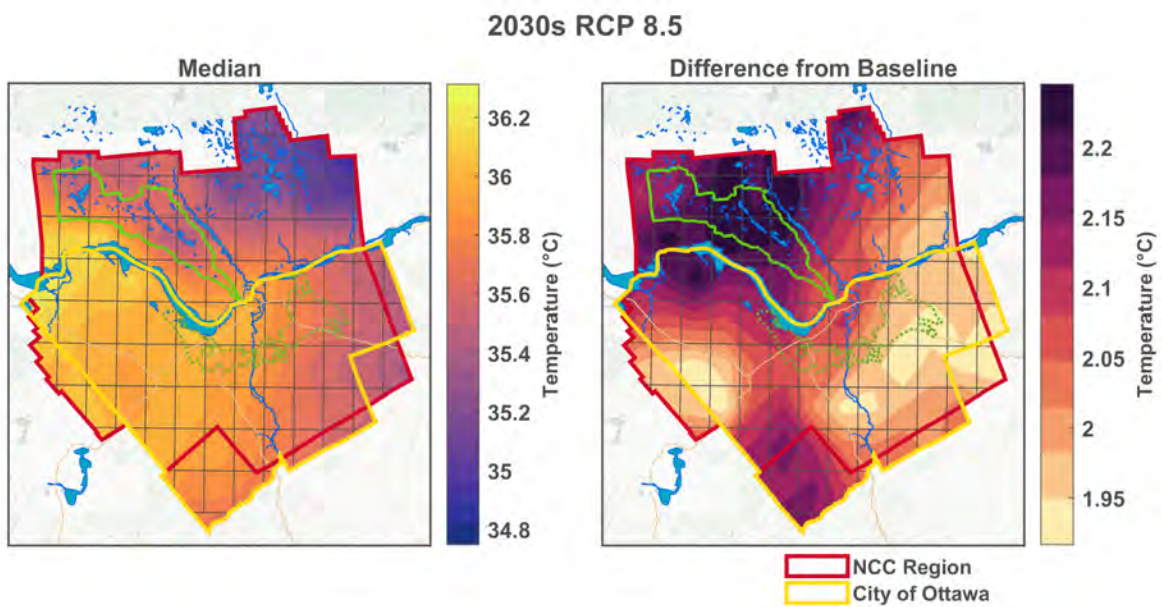 2030s RCP 8.5
Median
36.2
36
35.8
35.6
35.4
35.2
35
34.8
Temperature (°C)
Difference from Baseline
2.2
2.15
2.1
2.05
2
1.95
Temperature (°C)
NCC Region
City of Ottawa